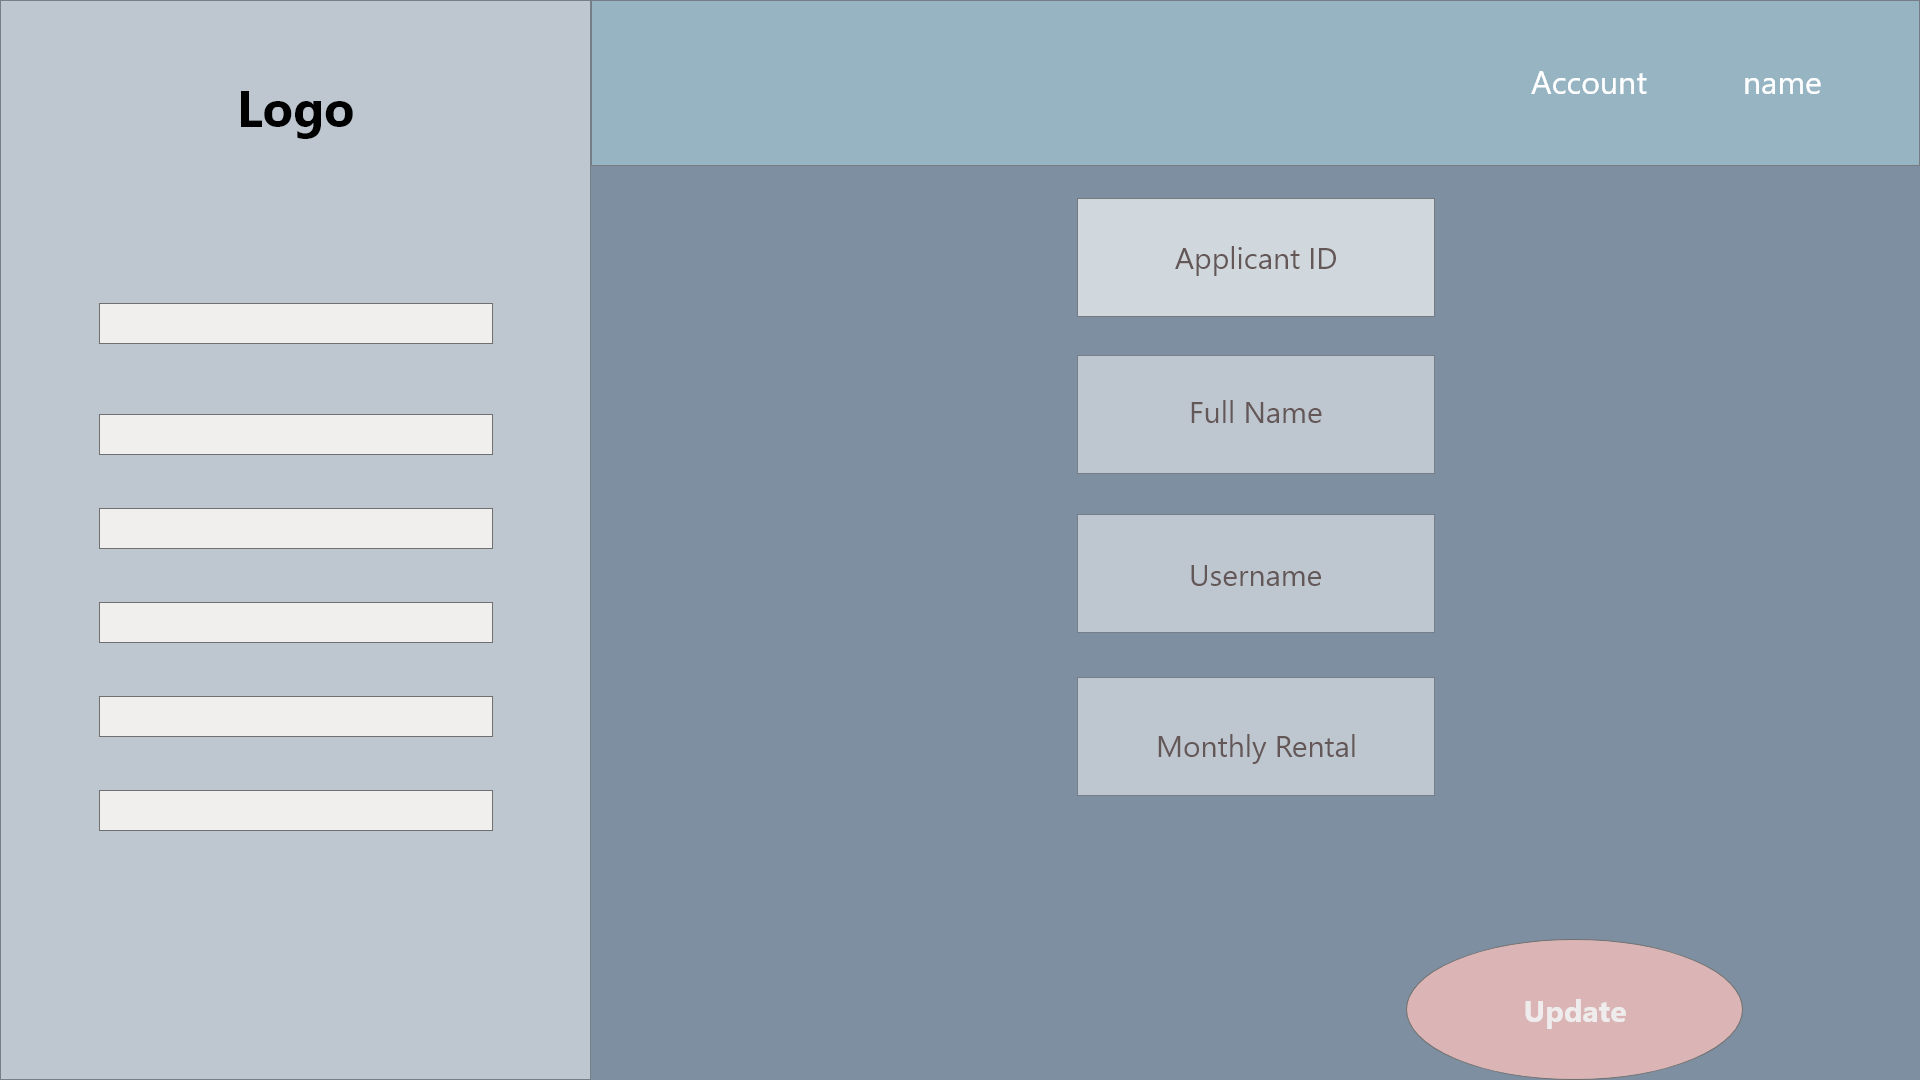 Logo
Account name
Applicant ID
Full Name
Username
Monthly Rental
Update